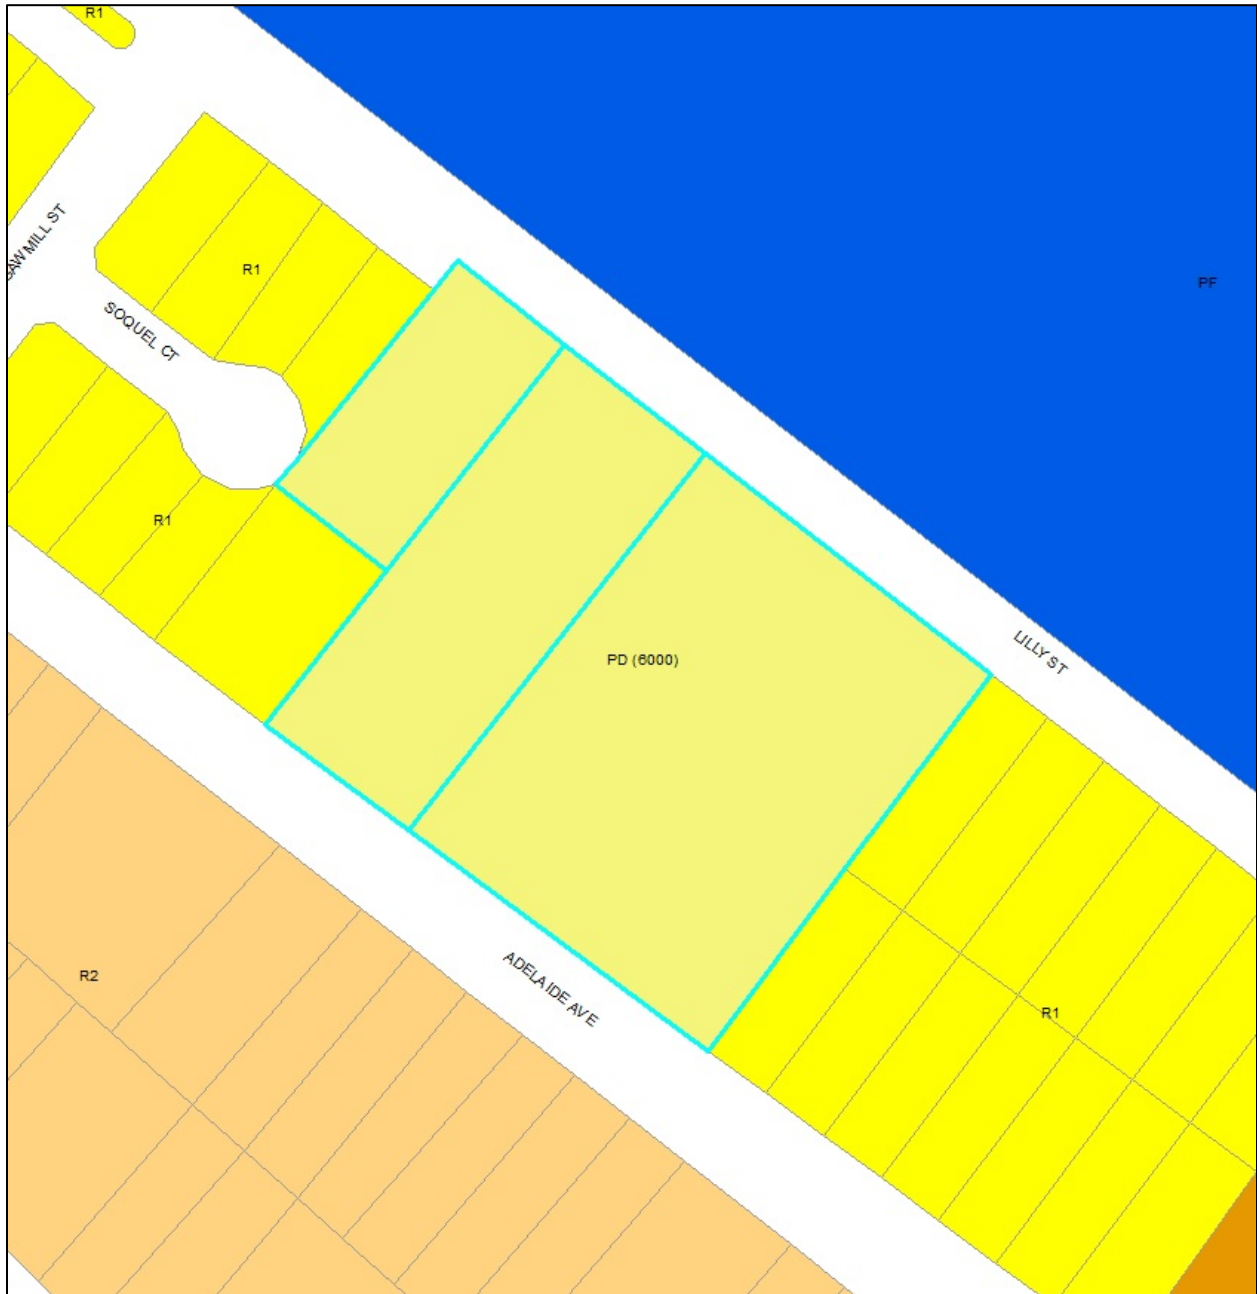 R1
SAWMILL ST
R1
PF
SOQUEL CT
R1
LILLY ST
PD (6000)
R2
ADELAIDE AVE
R1